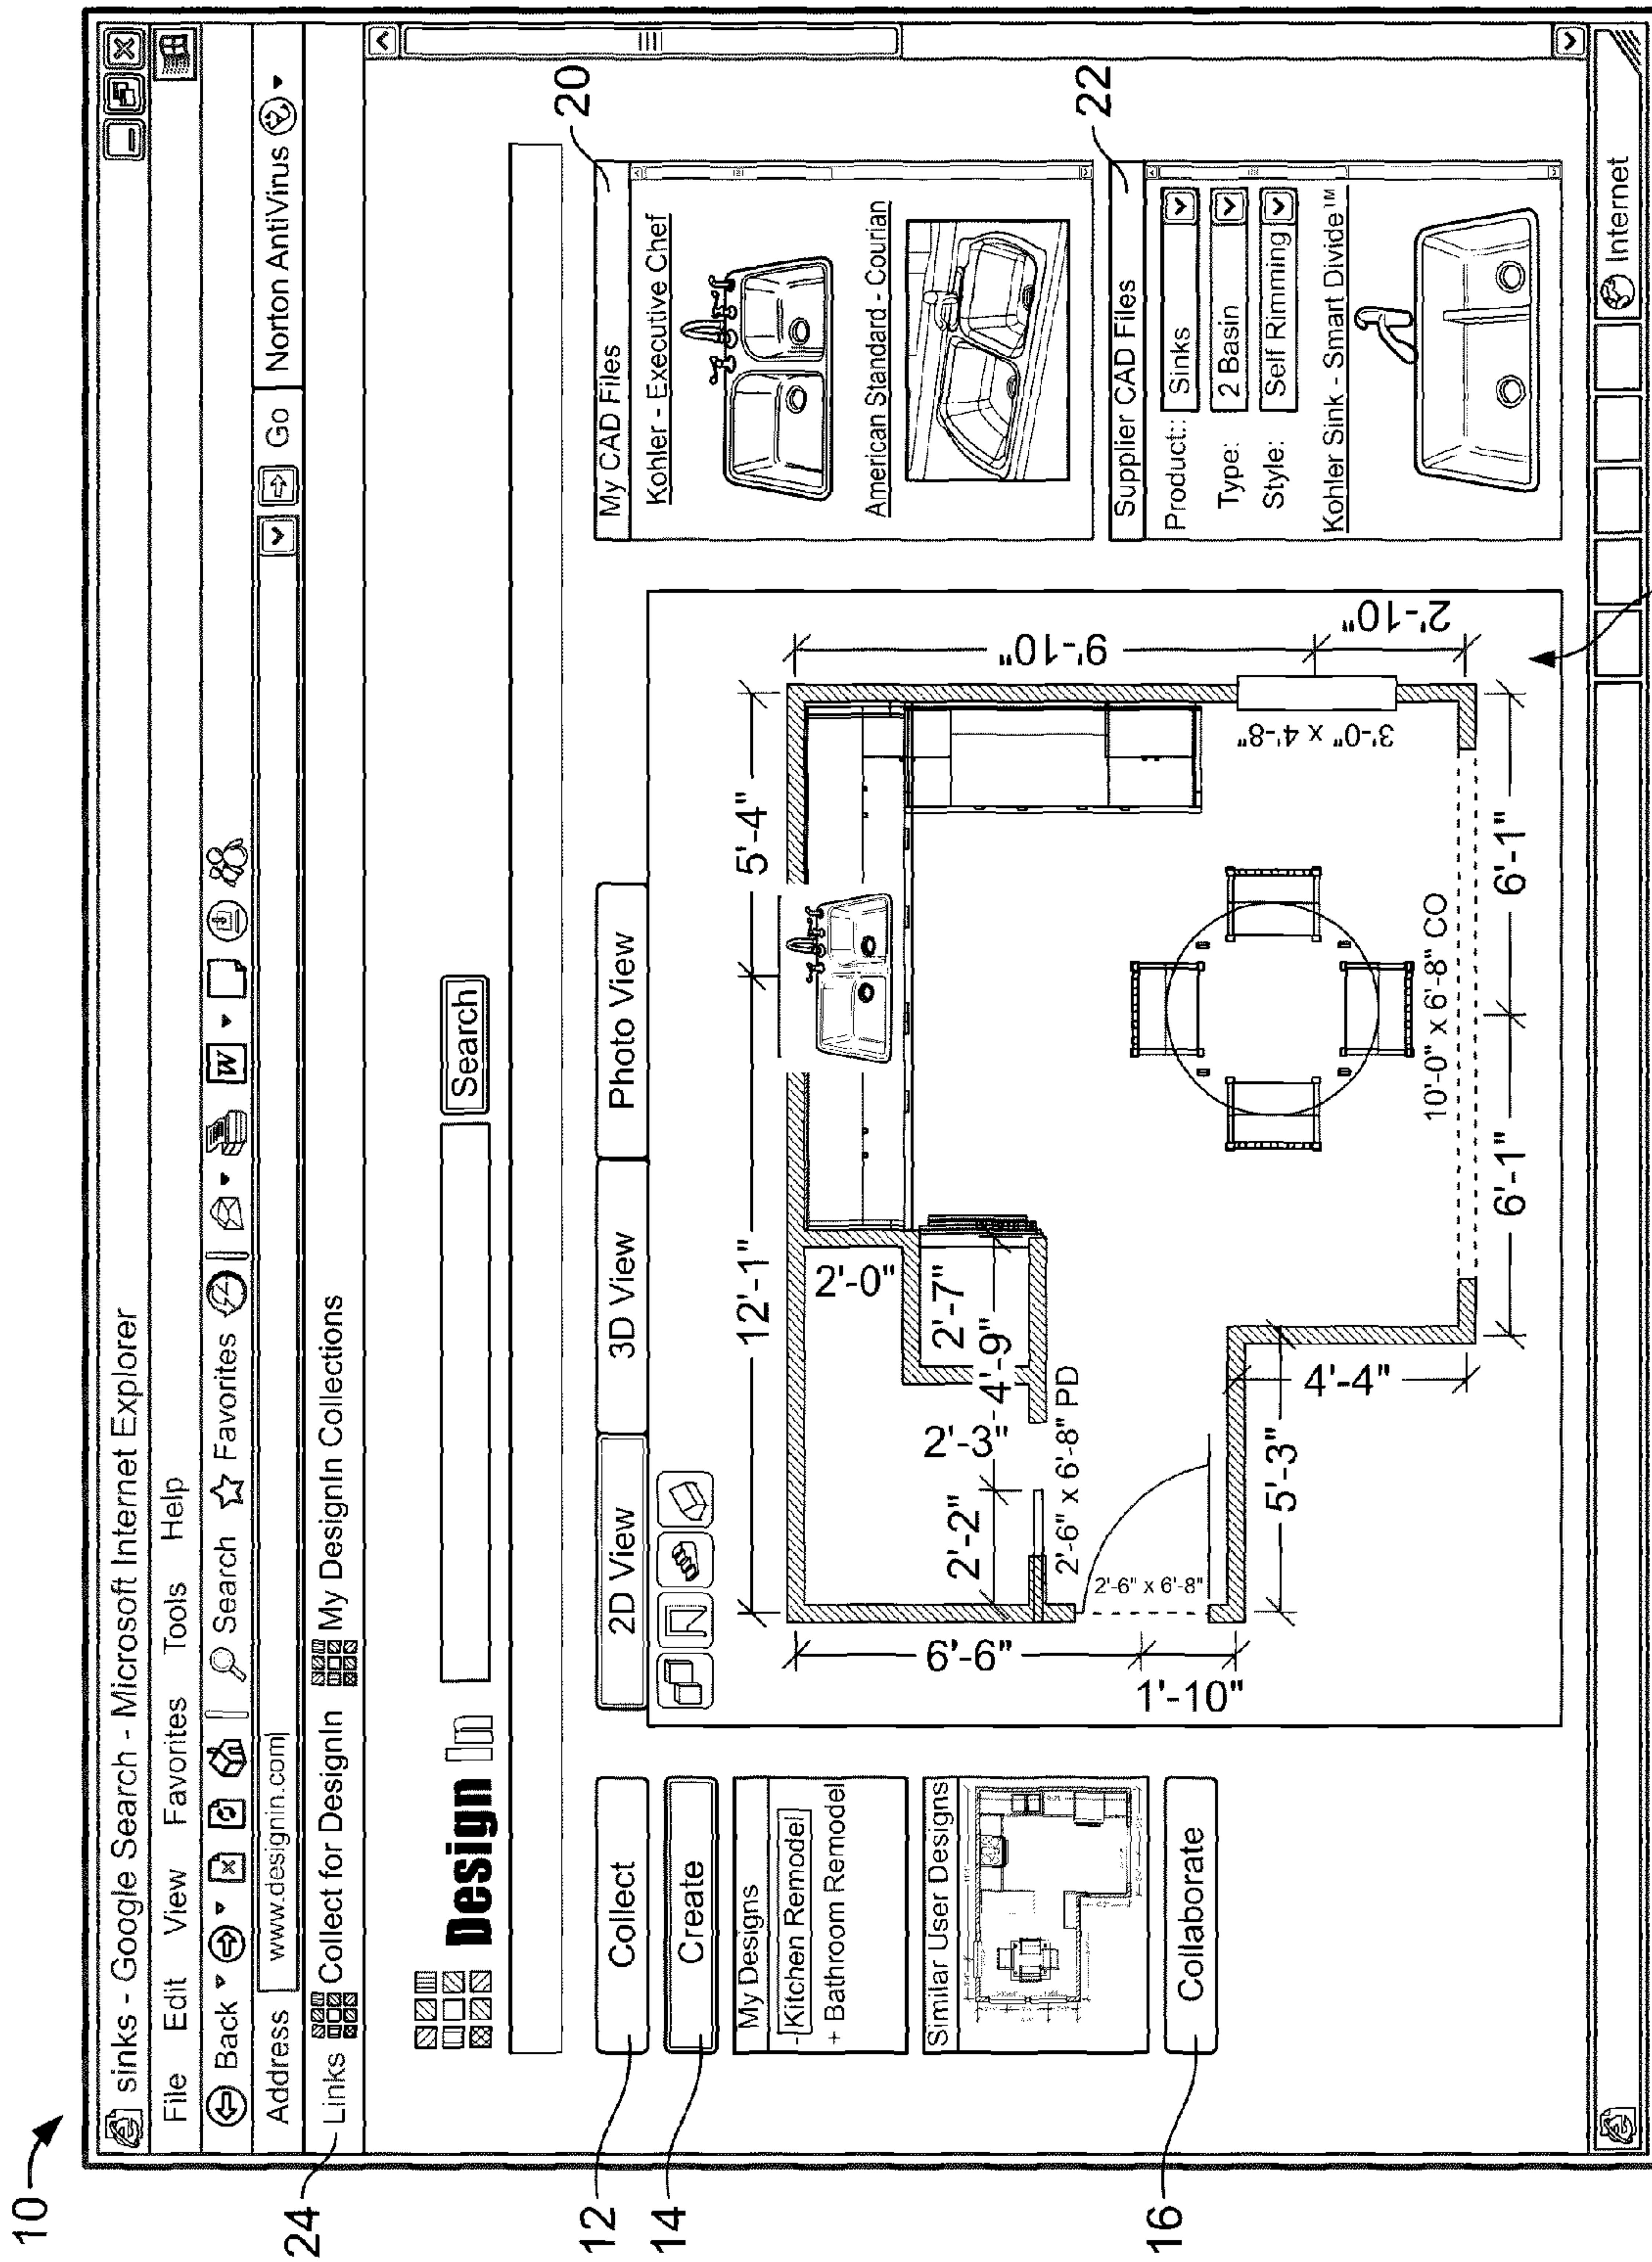 10
sinks - Google Search - Microsoft Internet Explorer
File Edit View Favorites Tools Help
Back Search Favorites W
Address www.designin.com Go Norton AntiVirus
24
Links Collect for DesignIn My DesignIn Collections
Design In Search
12
Collect
14
Create
My Designs
- Kitchen Remodel
+ Bathroom Remodel
Similar User Designs
16
Collaborate
2D View 3D View Photo View
12'-1" 5'-4"
2'-0"
2'-7"
4'-9"
2'-3"
2'-2"
2'-6" x 6'-8" PD
2'-6" x 6'-8"
6'-6"
1'-10"
5'-3"
4'-4"
9'-10"
2'-10"
3'-0" x 4'-8"
10'-0" x 6'-8" CO
6'-1" 6'-1"
20
My CAD Files
Kohler - Executive Chef
American Standard - Courian
22
Supplier CAD Files
Product:: Sinks
Type: 2 Basin
Style: Self Rimming
Kohler Sink - Smart Divide™
Internet